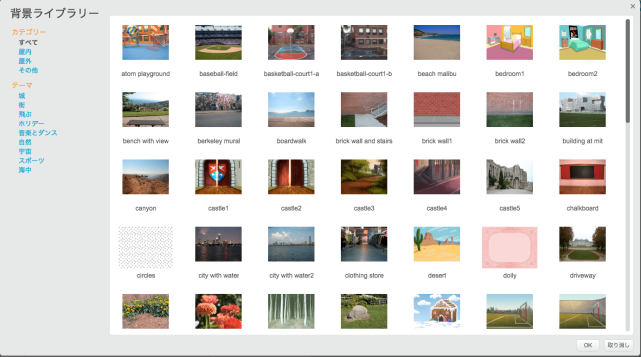 背景ライブラリー
×
カテゴリー
すべて
屋内
屋外
その他
テーマ
城
街
飛ぶ
ホリデー
音楽とダンス
自然
宇宙
スポーツ
海中
atom playground baseball-field basketball-court1-a basketball-court1-b beach malibu bedroom1 bedroom2
bench with view berkeley mural boardwalk brick wall and stairs brick wall1 brick wall2 building at mit
canyon castle1 castle2 castle3 castle4 castle5 chalkboard
circles city with water city with water2 clothing store desert doily driveway
OK 取り消し